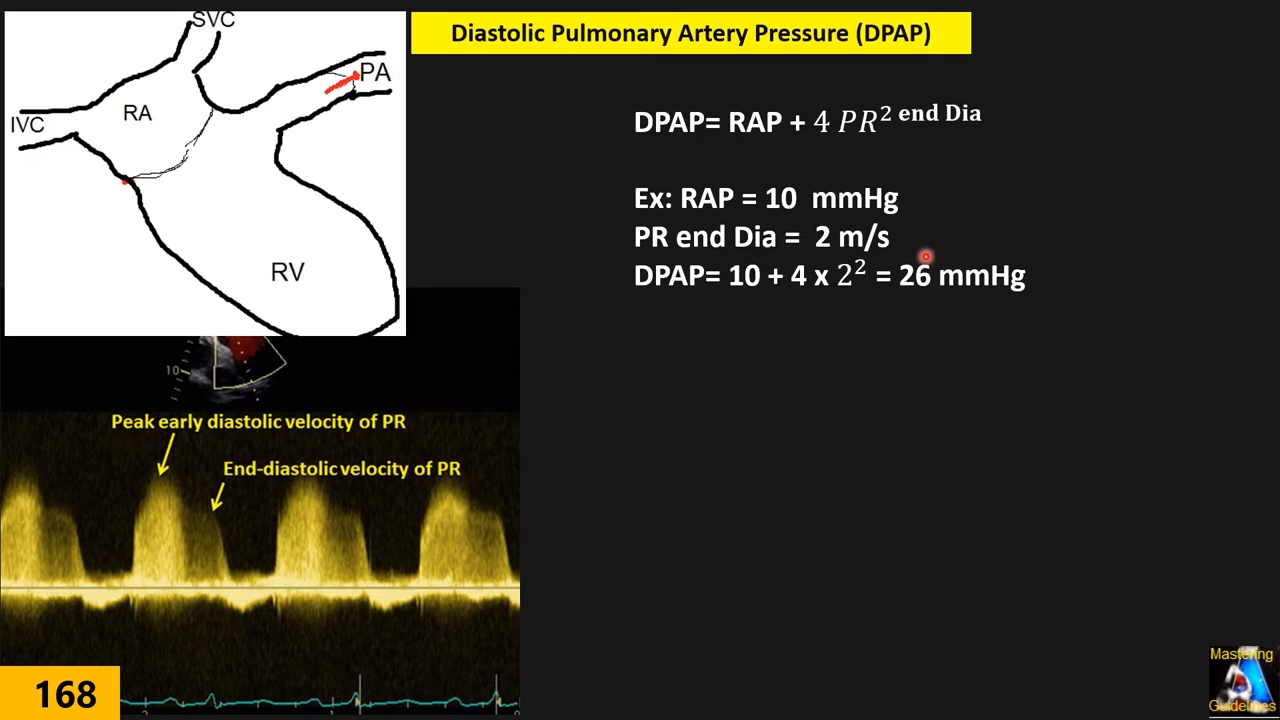 Diastolic Pulmonary Artery Pressure (DPAP)
SVC
PA
RA
IVC
RV
DPAP= RAP + 4 PR² end Dia
Ex: RAP = 10 mmHg
PR end Dia = 2 m/s
DPAP= 10 + 4 x 2² = 26 mmHg
10
Peak early diastolic velocity of PR
End-diastolic velocity of PR
168
Mastering
Guidelines